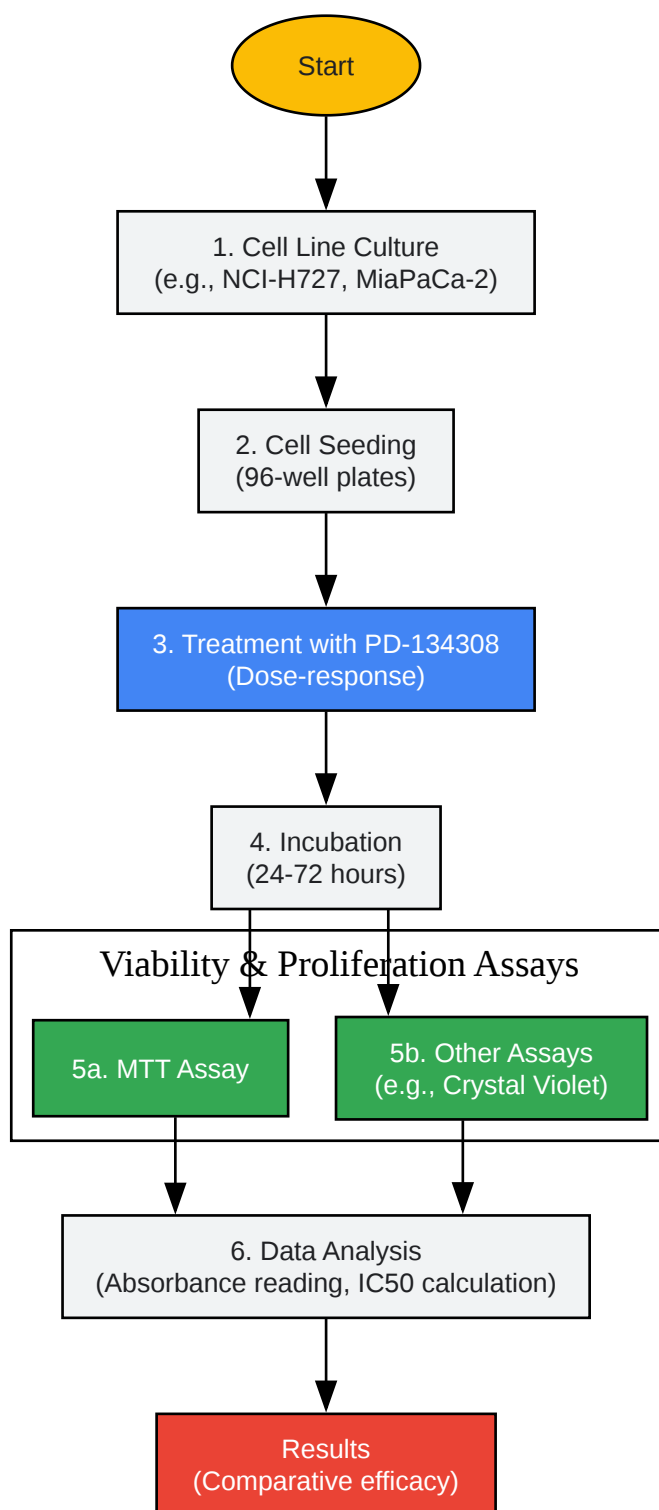 Start
1. Cell Line Culture
(e.g., NCI-H727, MiaPaCa-2)
2. Cell Seeding
(96-well plates)
3. Treatment with PD-134308
(Dose-response)
4. Incubation
(24-72 hours)
Viability & Proliferation Assays
5a. MTT Assay
5b. Other Assays
(e.g., Crystal Violet)
6. Data Analysis
(Absorbance reading, IC50 calculation)
Results
(Comparative efficacy)